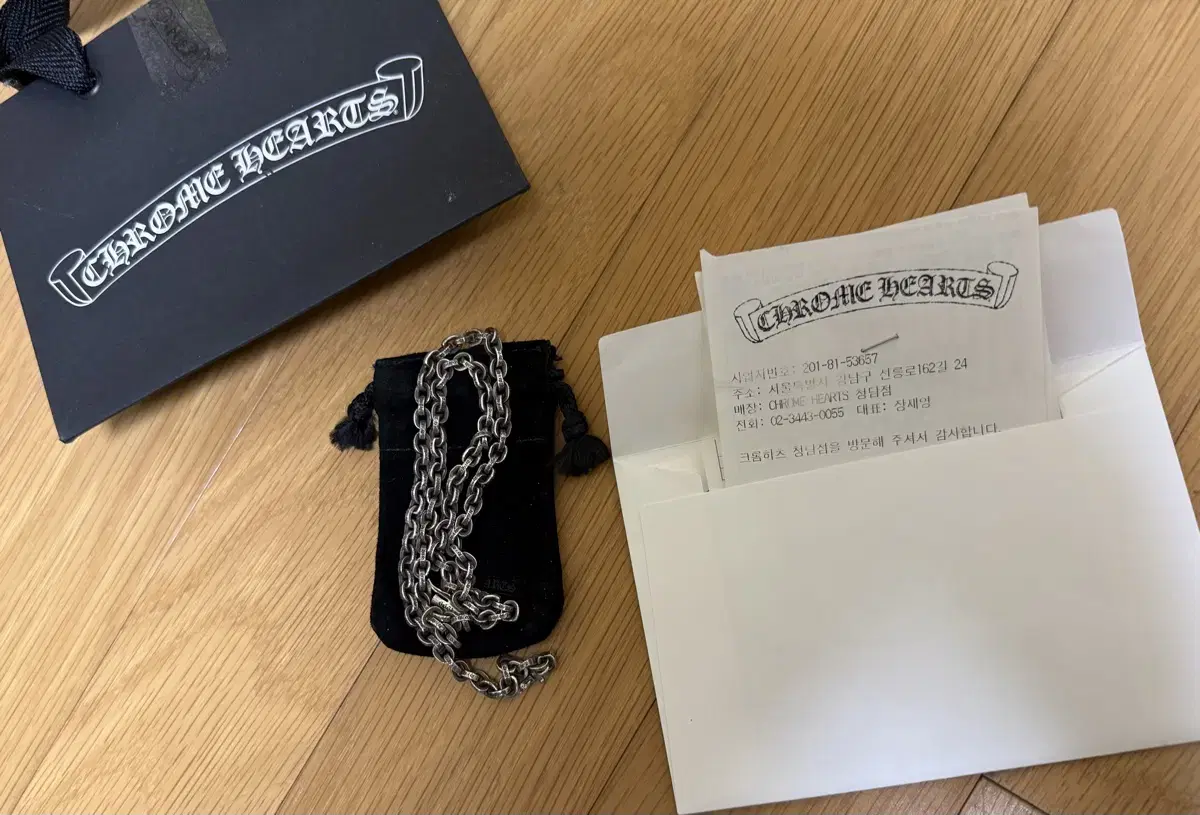 CHROME HEARTS
CHROME HEARTS
사업자번호: 201-81-53657
주소: 서울특별시 강남구 선릉로162길 24
매장: CHROME HEARTS 청담점
전화: 02-3443-0055 대표: 장세영
크롬하츠 청담점을 방문해 주셔서 감사합니다.